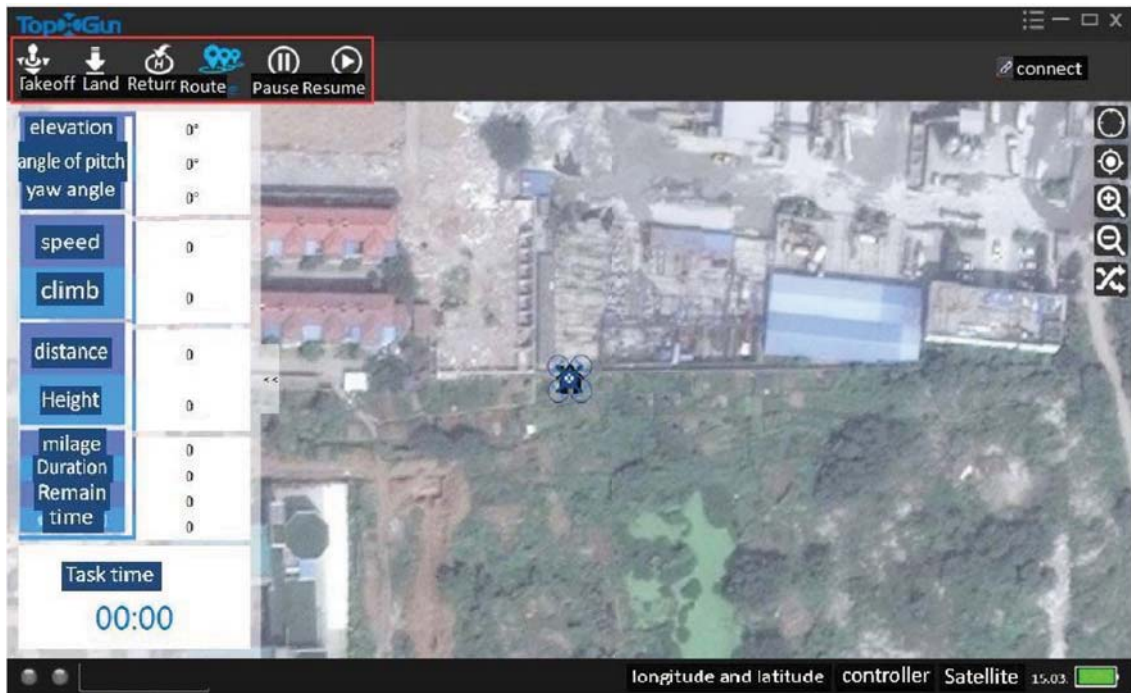 TopXGun
Takeoff Land Returr Route Pause Resume
connect
elevation 0°
angle of pitch 0°
yaw angle 0°
speed 0
climb 0
distance 0
<<
Height 0
milage 0
Duration 0
Remain 0
time 0
Task time
00:00
longitude and latitude controller Satellite 15.03.